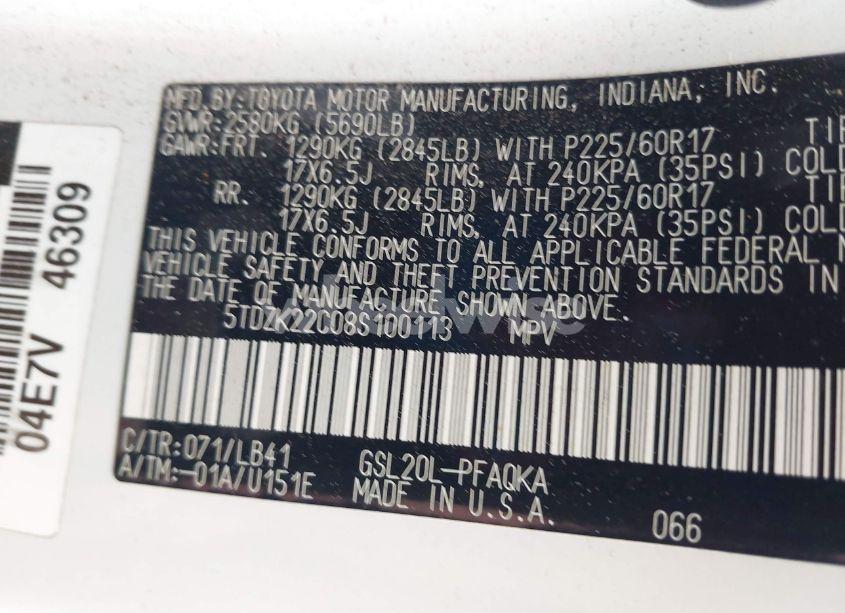 MFD. BY: TOYOTA MOTOR MANUFACTURING, INDIANA, INC.
GVWR: 2580KG (5690LB)
GAWR: FRT. 1290KG (2845LB) WITH P225/60R17 TIR
17X6.5J RIMS, AT 240KPA (35PSI) COLD
RR. 1290KG (2845LB) WITH P225/60R17 TIR
17X6.5J RIMS, AT 240KPA (35PSI) COLD
THIS VEHICLE CONFORMS TO ALL APPLICABLE FEDERAL M
VEHICLE SAFETY AND THEFT PREVENTION STANDARDS IN
THE DATE OF MANUFACTURE SHOWN ABOVE.
5TDZK22C08S100113 MPV
C/TR: 071/LB41 GSL20L-PFAQKA
A/TM: -01A/U151E MADE IN U.S.A.
066
46309
04E7V